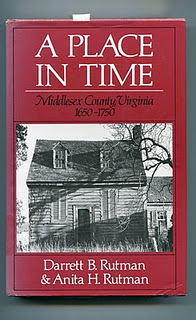 A PLACE
IN TIME
Middlesex County, Virginia
1650-1750
Darrett B. Rutman
& Anita H. Rutman